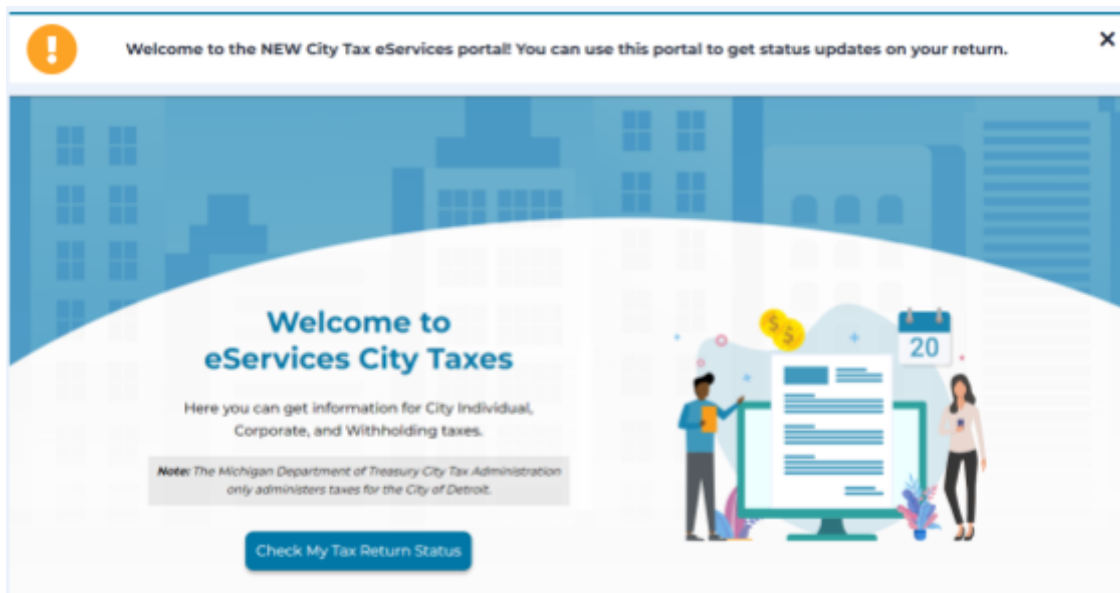 Welcome to the NEW City Tax eServices portal! You can use this portal to get status updates on your return.
Welcome to
eServices City Taxes
Here you can get information for City Individual,
Corporate, and Withholding taxes.
Note: The Michigan Department of Treasury City Tax Administration
only administers taxes for the City of Detroit.
Check My Tax Return Status
$ $
20